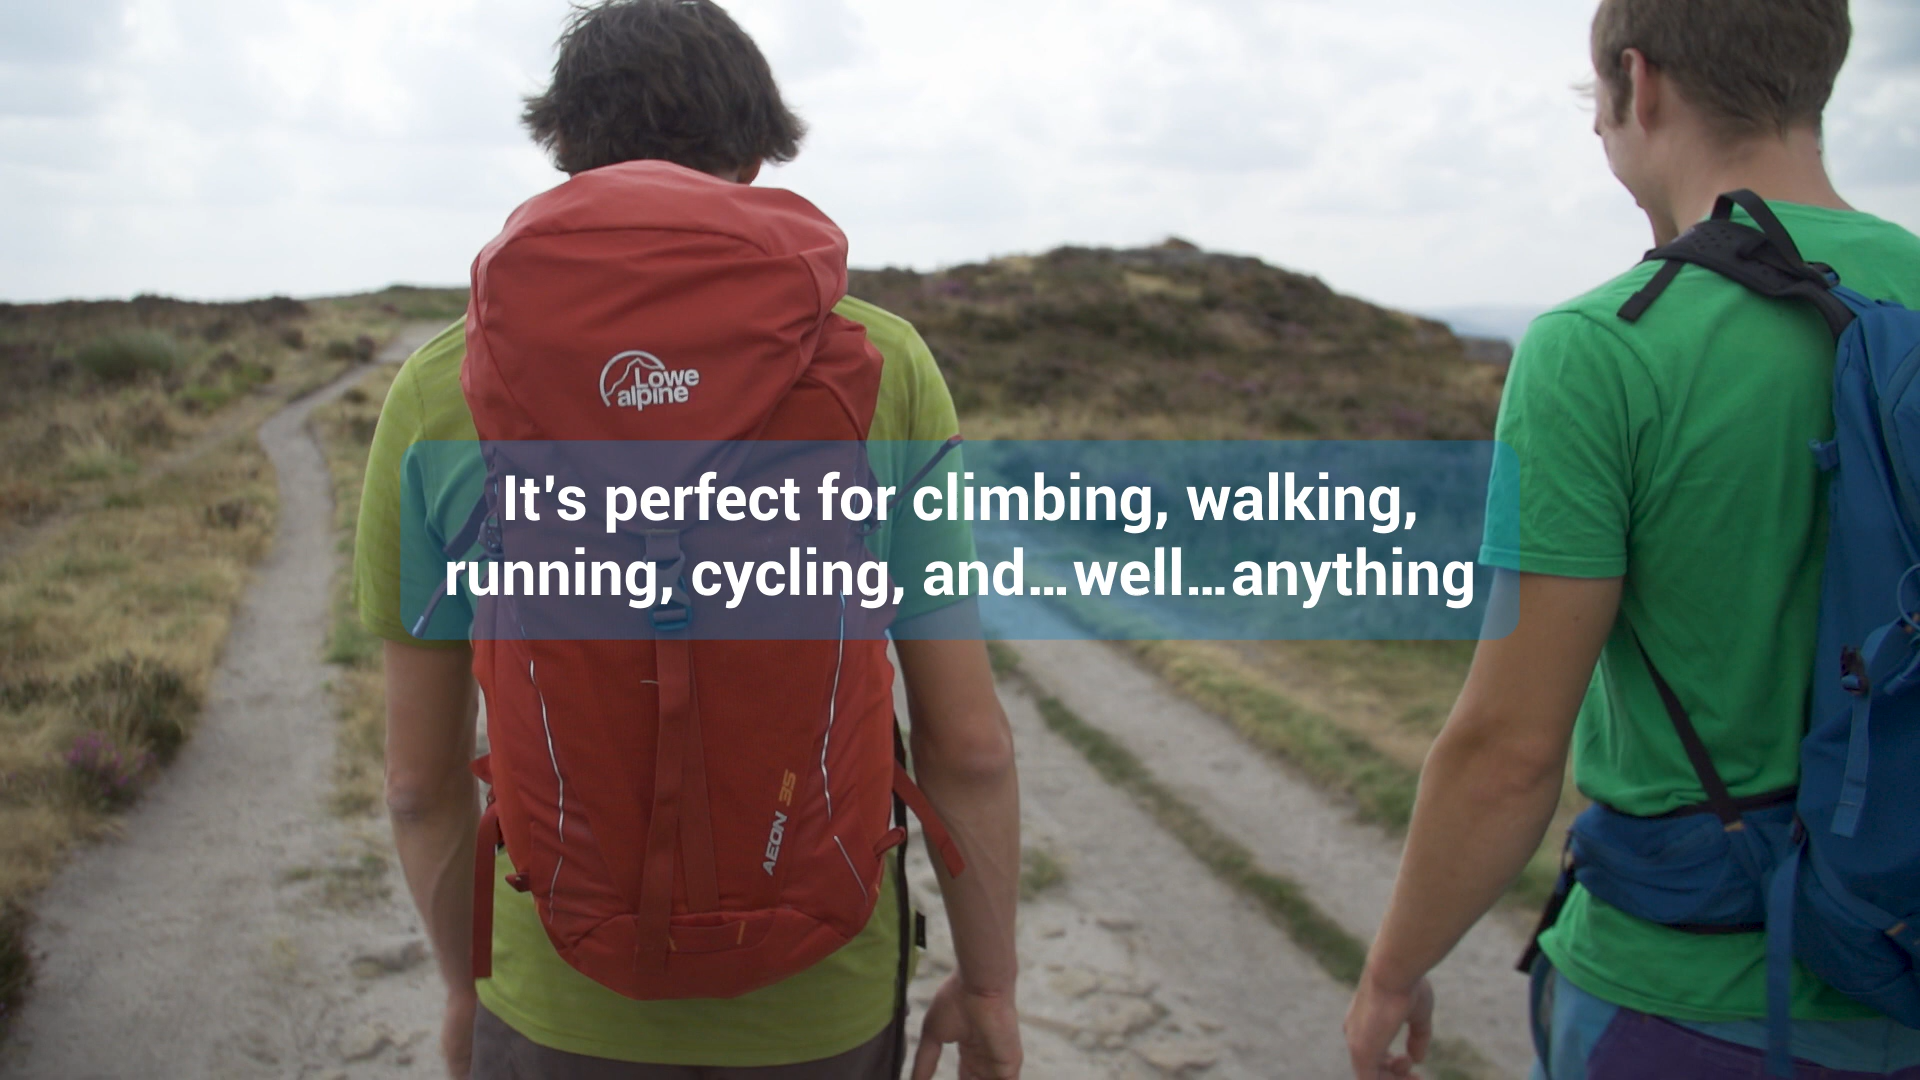 Lowe
alpine
It's perfect for climbing, walking,
running, cycling, and...well...anything
AEON 35